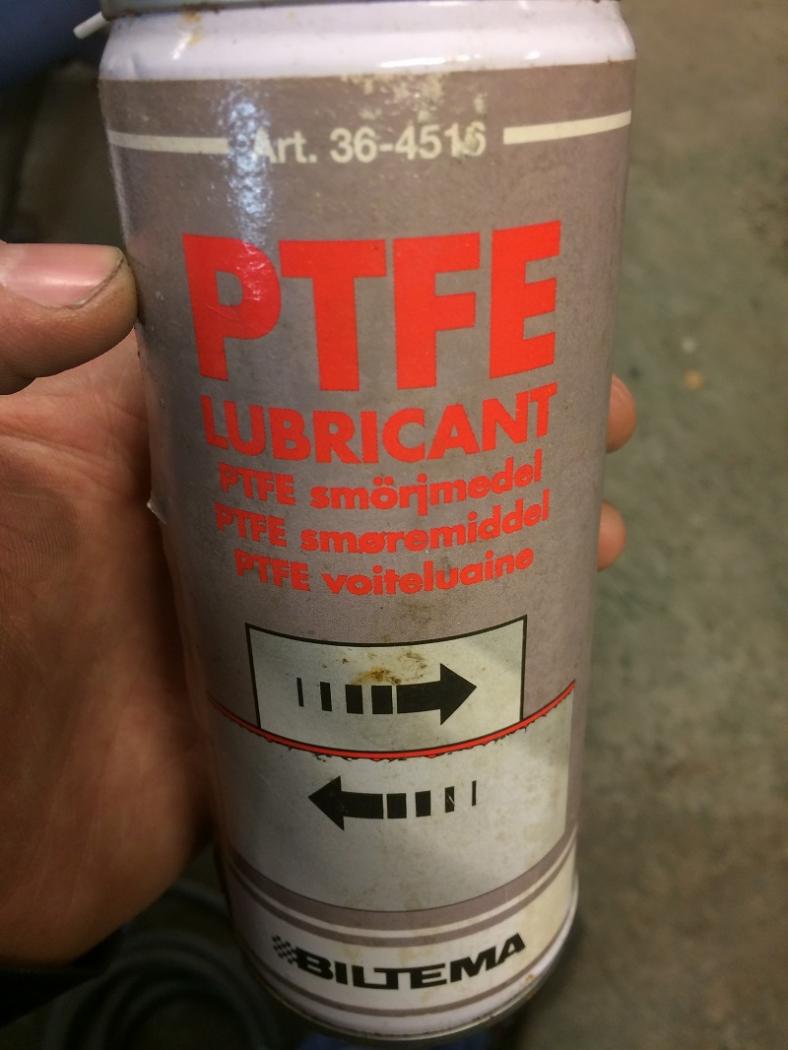 Art. 36-4516
PTFE
LUBRICANT
PTFE smörjmedel
PTFE smøremiddel
PTFE voiteluaine
BILTEMA